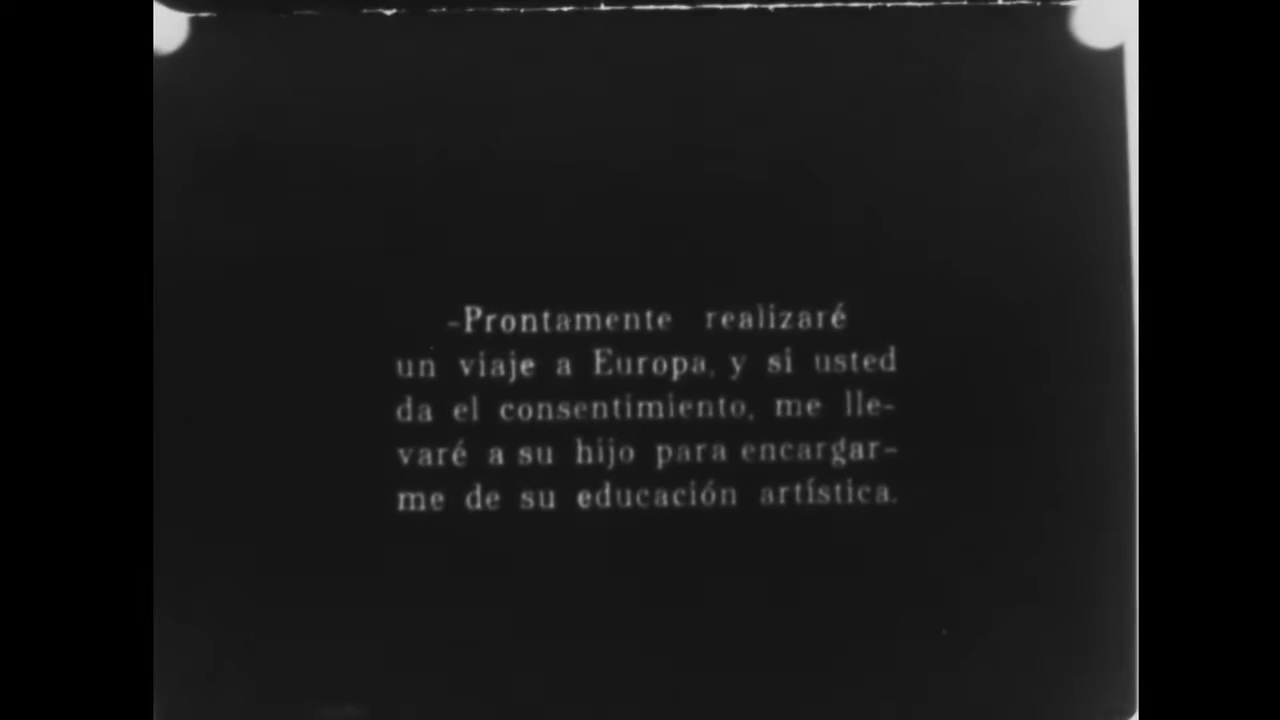 -Prontamente realizaré
un viaje a Europa, y si usted
da el consentimiento, me lle-
varé a su hijo para encargar-
me de su educación artística.